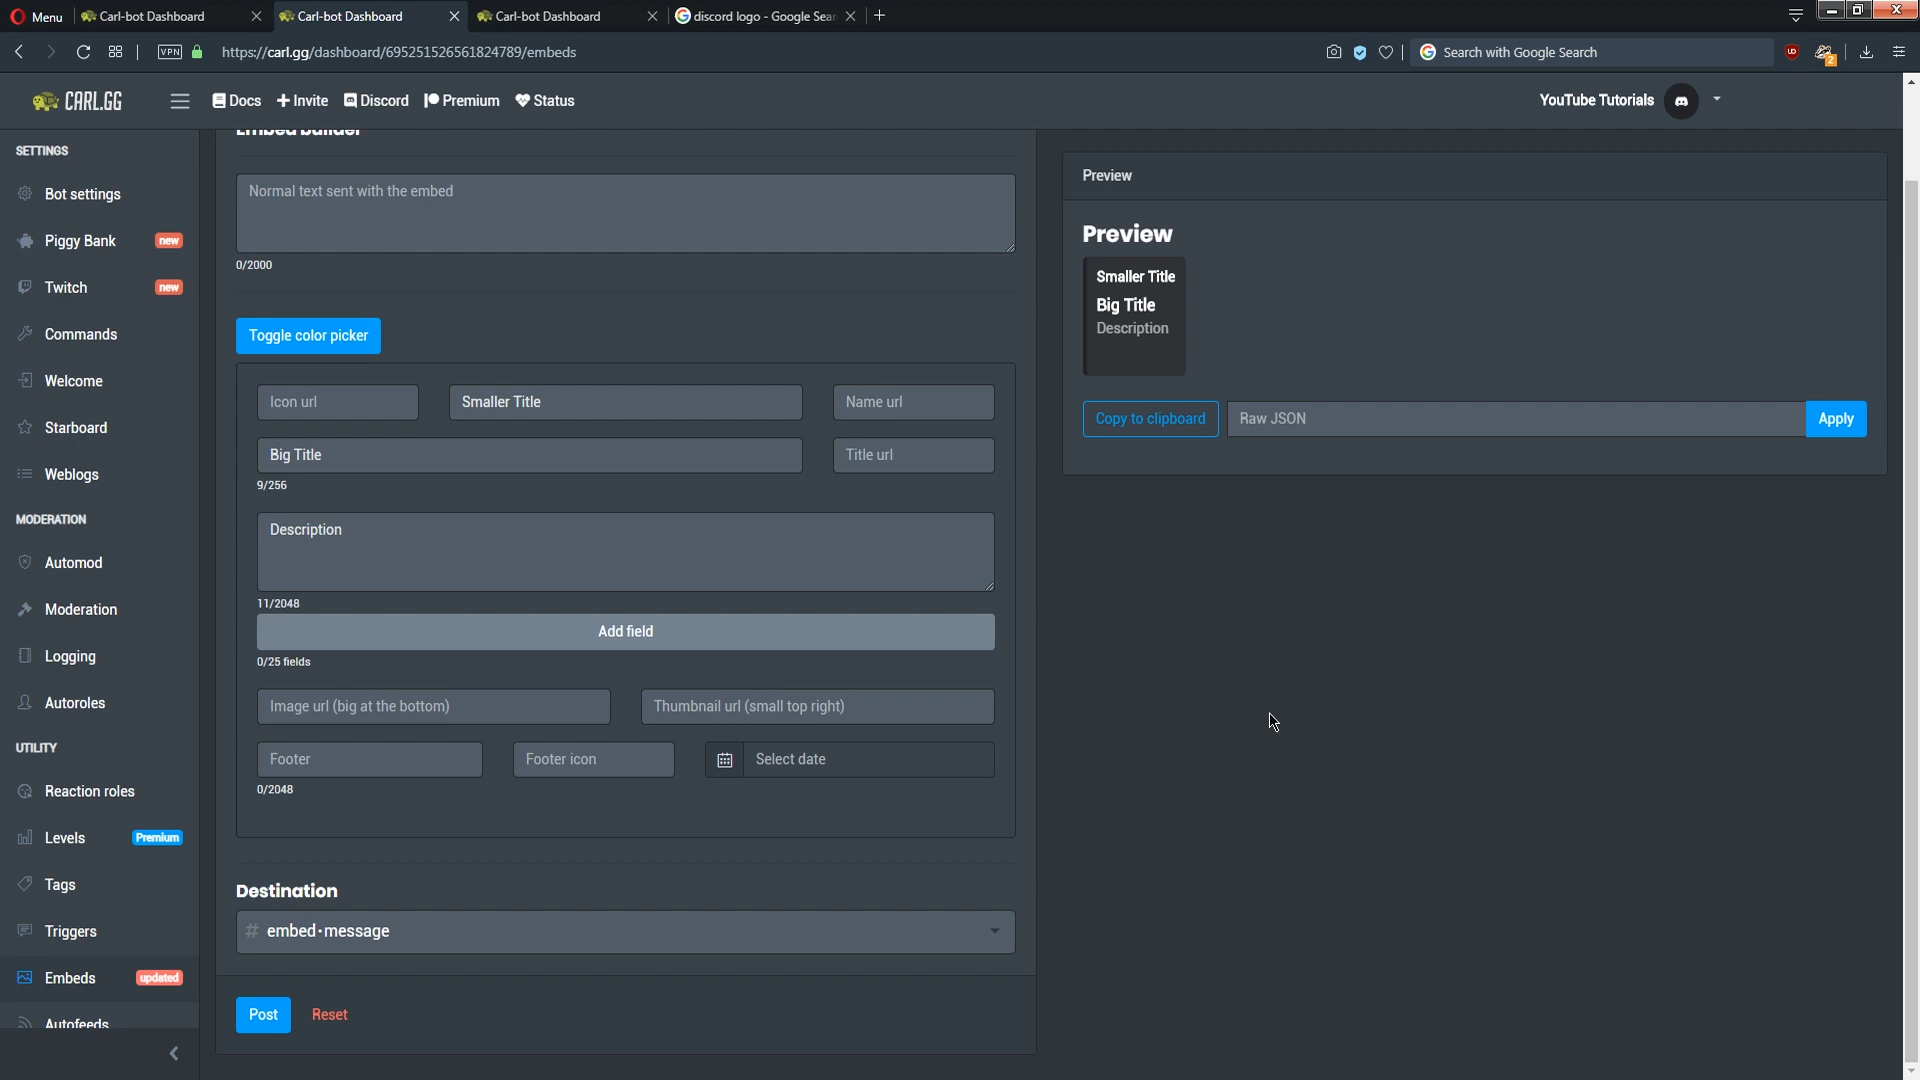 Menu
Carl-bot Dashboard
Carl-bot Dashboard
Carl-bot Dashboard
discord logo - Google Sear
VPN
https://carl.gg/dashboard/695251526561824789/embeds
Search with Google Search
2
CARL.GG
Docs
Invite
Discord
Premium
Status
YouTube Tutorials
SETTINGS
Bot settings
Piggy Bank new
Twitch new
Commands
Welcome
Starboard
Weblogs
MODERATION
Automod
Moderation
Logging
Autoroles
UTILITY
Reaction roles
Levels Premium
Tags
Triggers
Embeds updated
Autofeeds
Embed builder
Normal text sent with the embed
0/2000
Toggle color picker
Icon url
Smaller Title
Name url
Big Title
Title url
9/256
Description
11/2048
Add field
0/25 fields
Image url (big at the bottom)
Thumbnail url (small top right)
Footer
Footer icon
Select date
0/2048
Destination
# embed・message
Post
Reset
Preview
Preview
Smaller Title
Big Title
Description
Copy to clipboard
Raw JSON
Apply